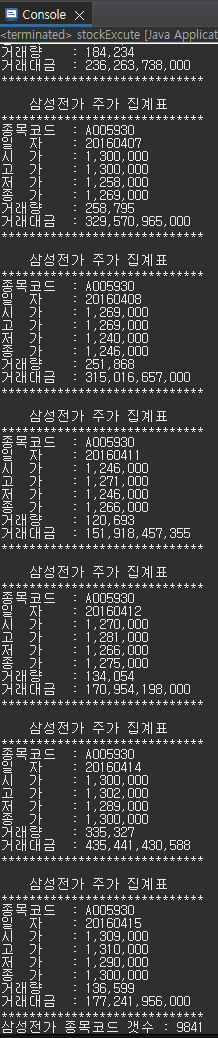 Console ×
<terminated> stockExcute [Java Applicat
거래량 : 184,234
거래대금 : 236,263,738,000
*****************************
삼성전가 주가 집계표
*****************************
종목코드 : A005930
일 자 : 20160407
시 가 : 1,300,000
고 가 : 1,300,000
저 가 : 1,258,000
종 가 : 1,269,000
거래량 : 258,795
거래대금 : 329,570,965,000
*****************************
삼성전가 주가 집계표
*****************************
종목코드 : A005930
일 자 : 20160408
시 가 : 1,269,000
고 가 : 1,269,000
저 가 : 1,240,000
종 가 : 1,246,000
거래량 : 251,868
거래대금 : 315,016,657,000
*****************************
삼성전가 주가 집계표
*****************************
종목코드 : A005930
일 자 : 20160411
시 가 : 1,246,000
고 가 : 1,271,000
저 가 : 1,246,000
종 가 : 1,266,000
거래량 : 120,693
거래대금 : 151,918,457,355
*****************************
삼성전가 주가 집계표
*****************************
종목코드 : A005930
일 자 : 20160412
시 가 : 1,270,000
고 가 : 1,281,000
저 가 : 1,266,000
종 가 : 1,275,000
거래량 : 134,054
거래대금 : 170,954,198,000
*****************************
삼성전가 주가 집계표
*****************************
종목코드 : A005930
일 자 : 20160414
시 가 : 1,300,000
고 가 : 1,302,000
저 가 : 1,289,000
종 가 : 1,300,000
거래량 : 335,327
거래대금 : 435,441,430,588
*****************************
삼성전가 주가 집계표
*****************************
종목코드 : A005930
일 자 : 20160415
시 가 : 1,309,000
고 가 : 1,310,000
저 가 : 1,290,000
종 가 : 1,300,000
거래량 : 136,599
거래대금 : 177,241,956,000
*****************************
삼성전가 종목코드 갯수 : 9841